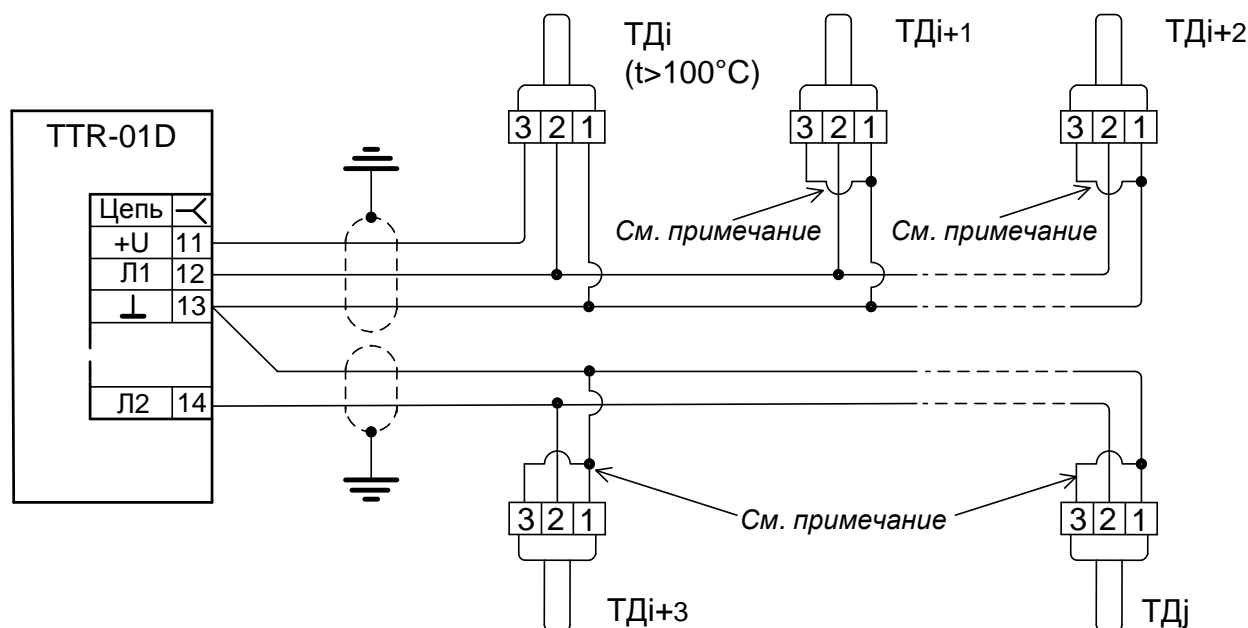 ТДi
(t>100°C)
ТДi+1
ТДi+2
3 2 1
3 2 1
3 2 1
TTR-01D
Цепь
+U 11
Л1 12
⊥ 13
Л2 14
См. примечание
См. примечание
3 2 1
См. примечание
3 2 1
ТДi+3
ТДj